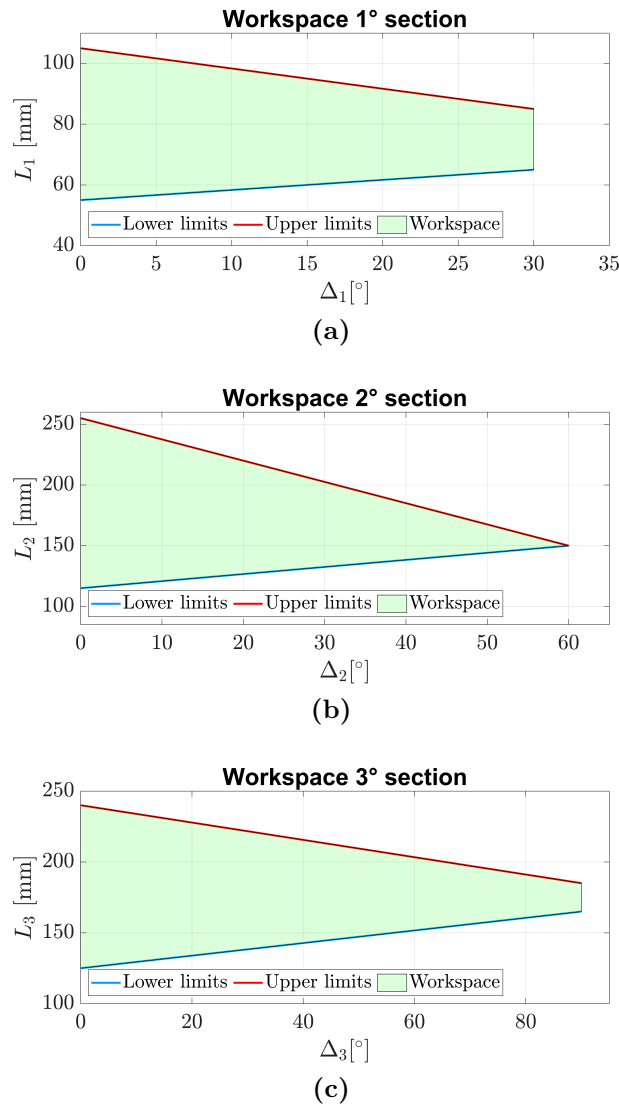 Workspace 1° section
100
80
60
40
L₁ [mm]
Lower limits Upper limits Workspace
0 5 10 15 20 25 30 35
Δ₁[°]
(a)
Workspace 2° section
250
200
150
100
L₂ [mm]
Lower limits Upper limits Workspace
0 10 20 30 40 50 60
Δ₂[°]
(b)
Workspace 3° section
250
200
150
100
L₃ [mm]
Lower limits Upper limits Workspace
0 20 40 60 80
Δ₃[°]
(c)